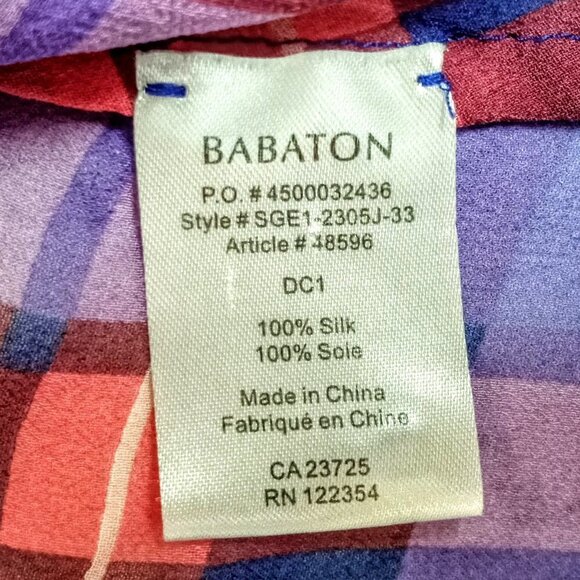 BABATON
P.O. # 4500032436
Style # SGE1-2305J-33
Article # 48596
DC1
100% Silk
100% Soie
Made in China
Fabriqué en Chine
CA 23725
RN 122354